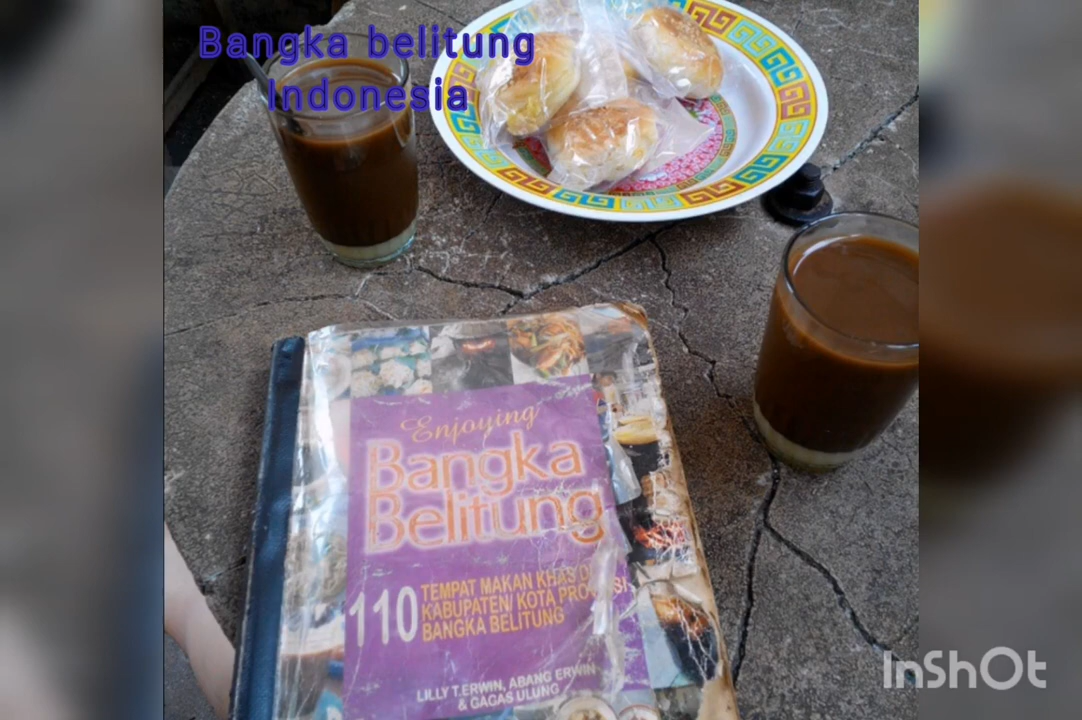 Bangka belitung
Indonesia
Enjoying
Bangka
Belitung
110
TEMPAT MAKAN KHAS DI
KABUPATEN/ KOTA PROVINSI
BANGKA BELITUNG
LILLY T.ERWIN, ABANG ERWIN
& GAGAS ULUNG
InShOt